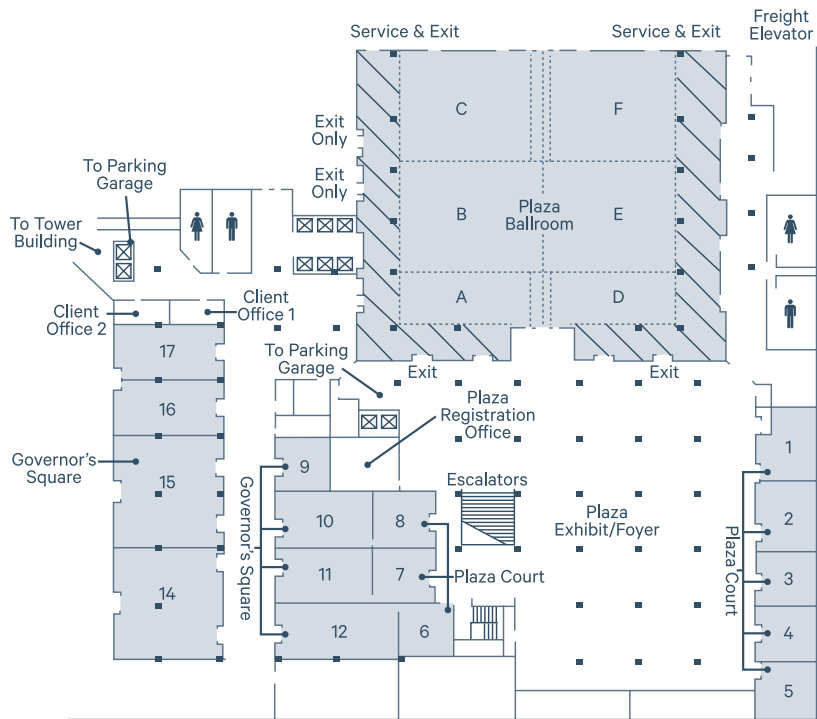 Service & Exit
Service & Exit
Freight
Elevator
C
F
Exit
Only
Exit
Only
To Parking
Garage
To Tower
Building
B
Plaza
Ballroom
E
A
D
Client
Office 2
Client
Office 1
17
To Parking
Garage
Exit
Exit
16
Plaza
Registration
Office
Governor's
Square
15
9
Governor's Square
10
8
Escalators
Plaza
Exhibit/Foyer
1
2
Plaza Court
3
4
5
11
7
Plaza Court
14
12
6